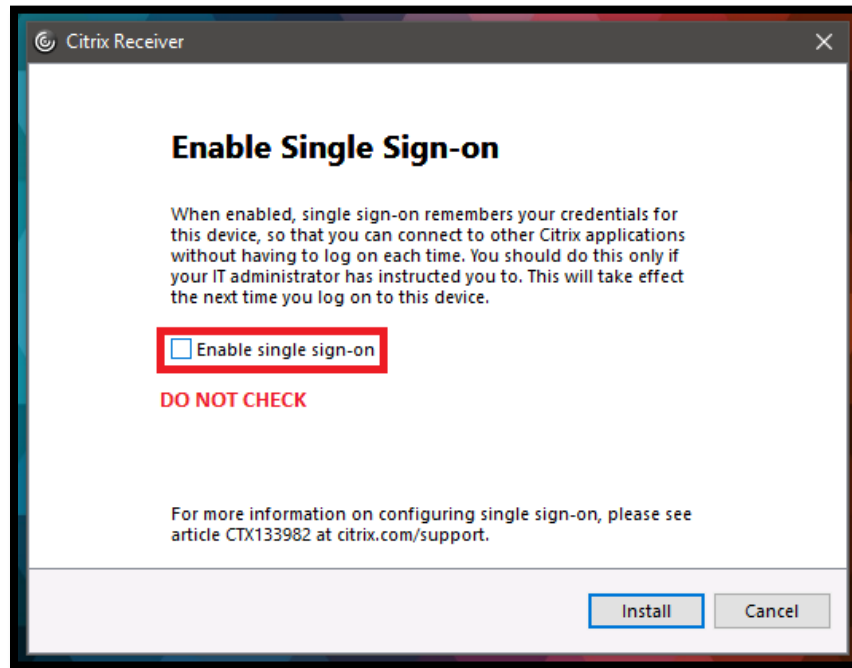 Citrix Receiver
Enable Single Sign-on
When enabled, single sign-on remembers your credentials for
this device, so that you can connect to other Citrix applications
without having to log on each time. You should do this only if
your IT administrator has instructed you to. This will take effect
the next time you log on to this device.
Enable single sign-on
DO NOT CHECK
For more information on configuring single sign-on, please see
article CTX133982 at citrix.com/support.
Install Cancel